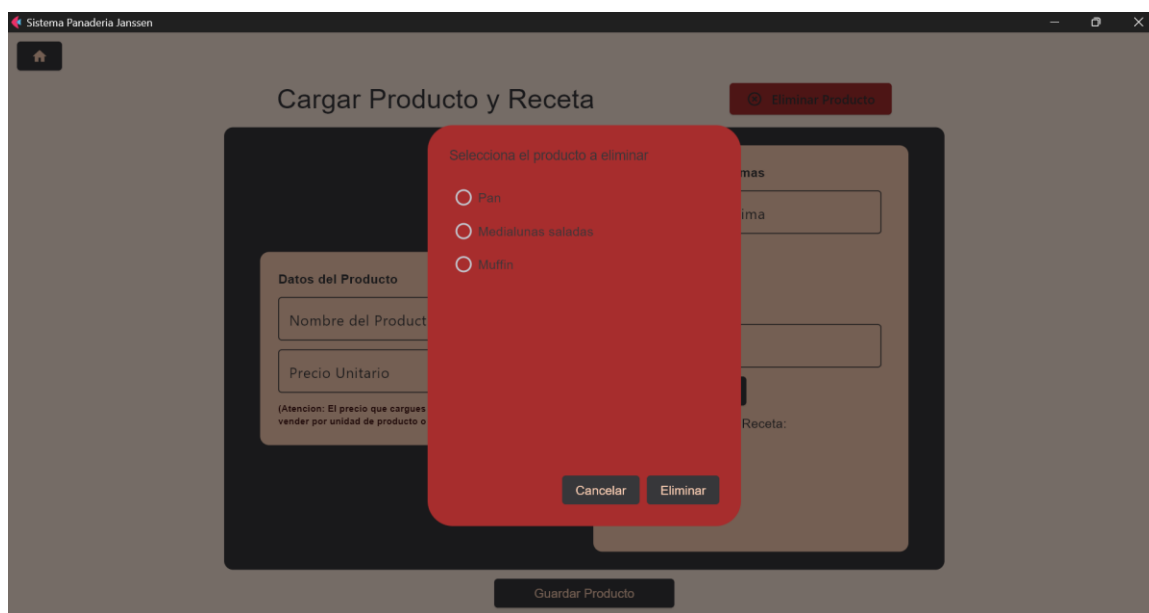 Sistema Panaderia Janssen
Cargar Producto y Receta
Eliminar Producto
Selecciona el producto a eliminar
Pan
Medialunas saladas
Muffin
Cancelar
Eliminar
Datos del Producto
Nombre del Product
Precio Unitario
(Atencion: El precio que cargues
vender por unidad de producto o
mas
ima
Receta:
Guardar Producto